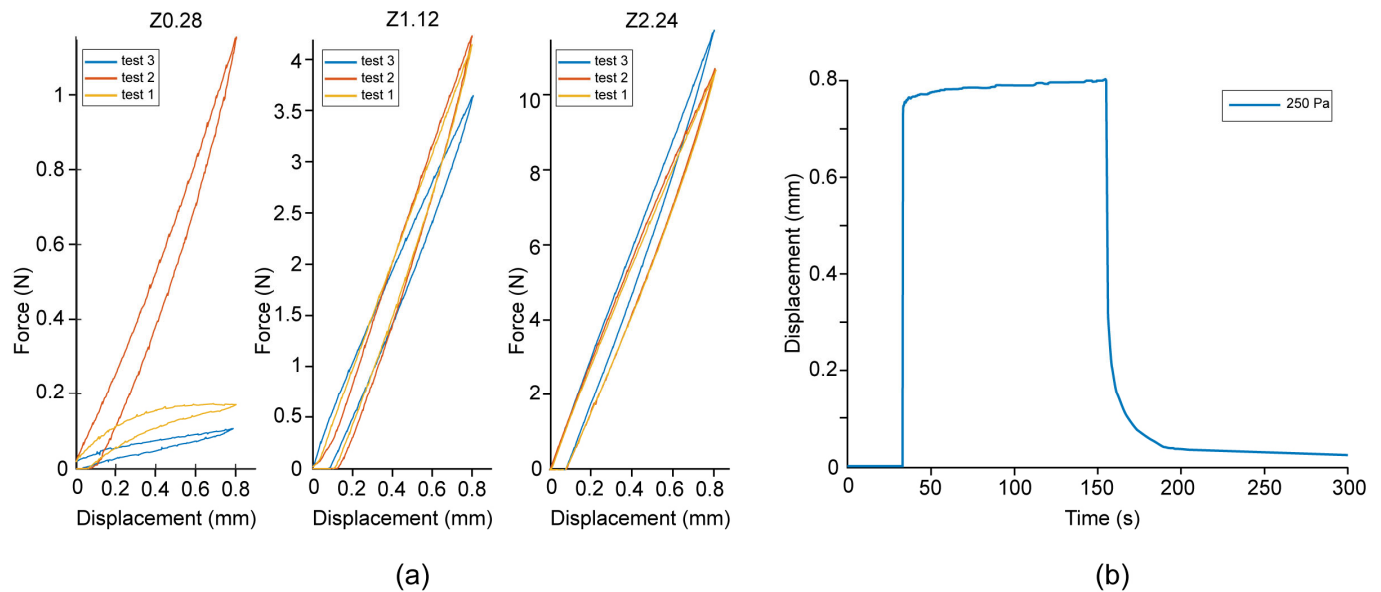 Z0.28
test 3
test 2
test 1
1
0.8
0.6
0.4
0.2
0
Force (N)
0 0.2 0.4 0.6 0.8
Displacement (mm)
Z1.12
test 3
test 2
test 1
4
3.5
3
2.5
2
1.5
1
0.5
0
Force (N)
0 0.2 0.4 0.6 0.8
Displacement (mm)
Z2.24
test 3
test 2
test 1
10
8
6
4
2
0
Force (N)
0 0.2 0.4 0.6 0.8
Displacement (mm)
(a)
250 Pa
0.8
0.6
0.4
0.2
0
Displacement (mm)
0 50 100 150 200 250 300
Time (s)
(b)